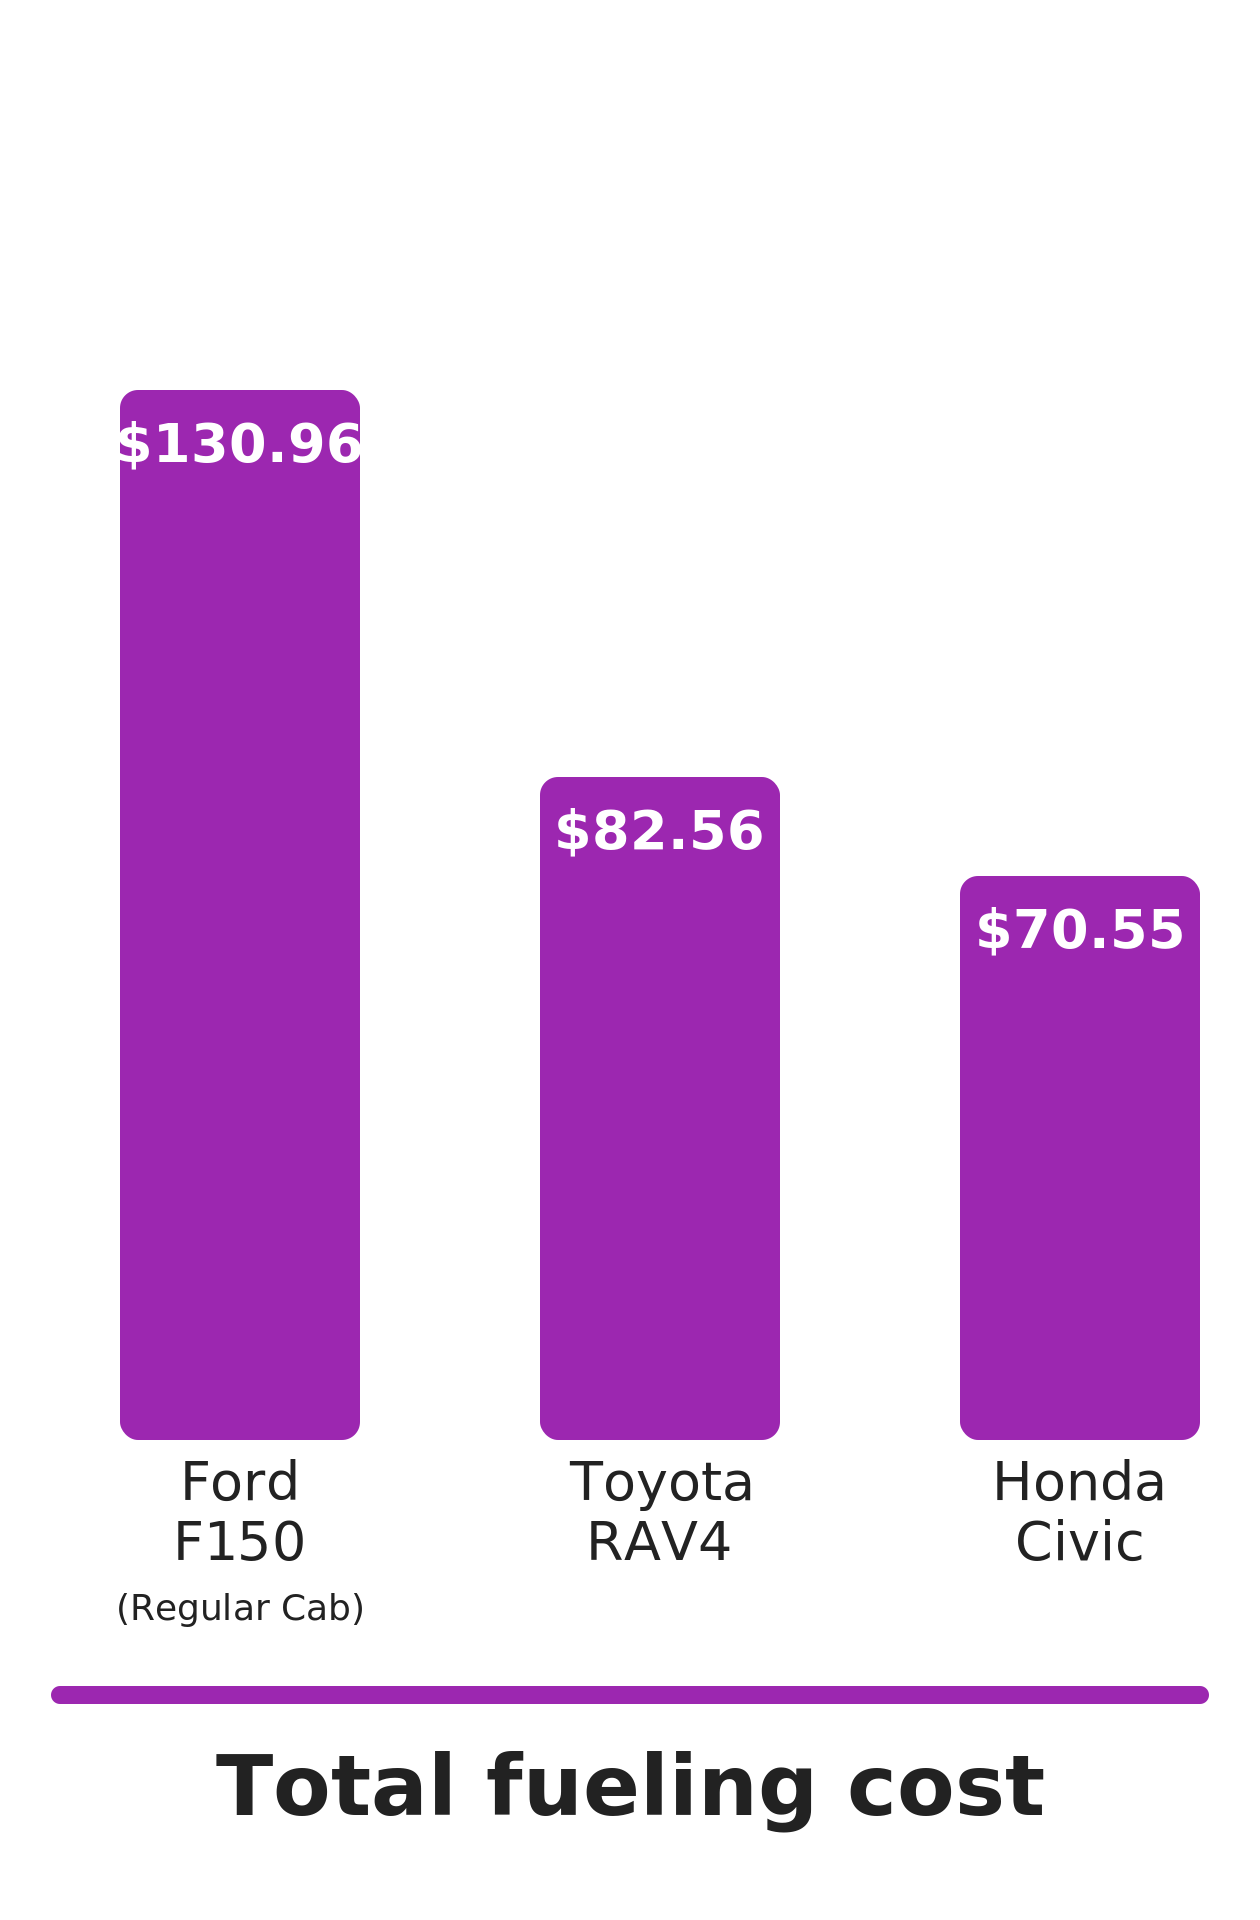 $130.96
$82.56
$70.55
Ford
F150
(Regular Cab)
Toyota
RAV4
Honda
Civic
Total fueling cost